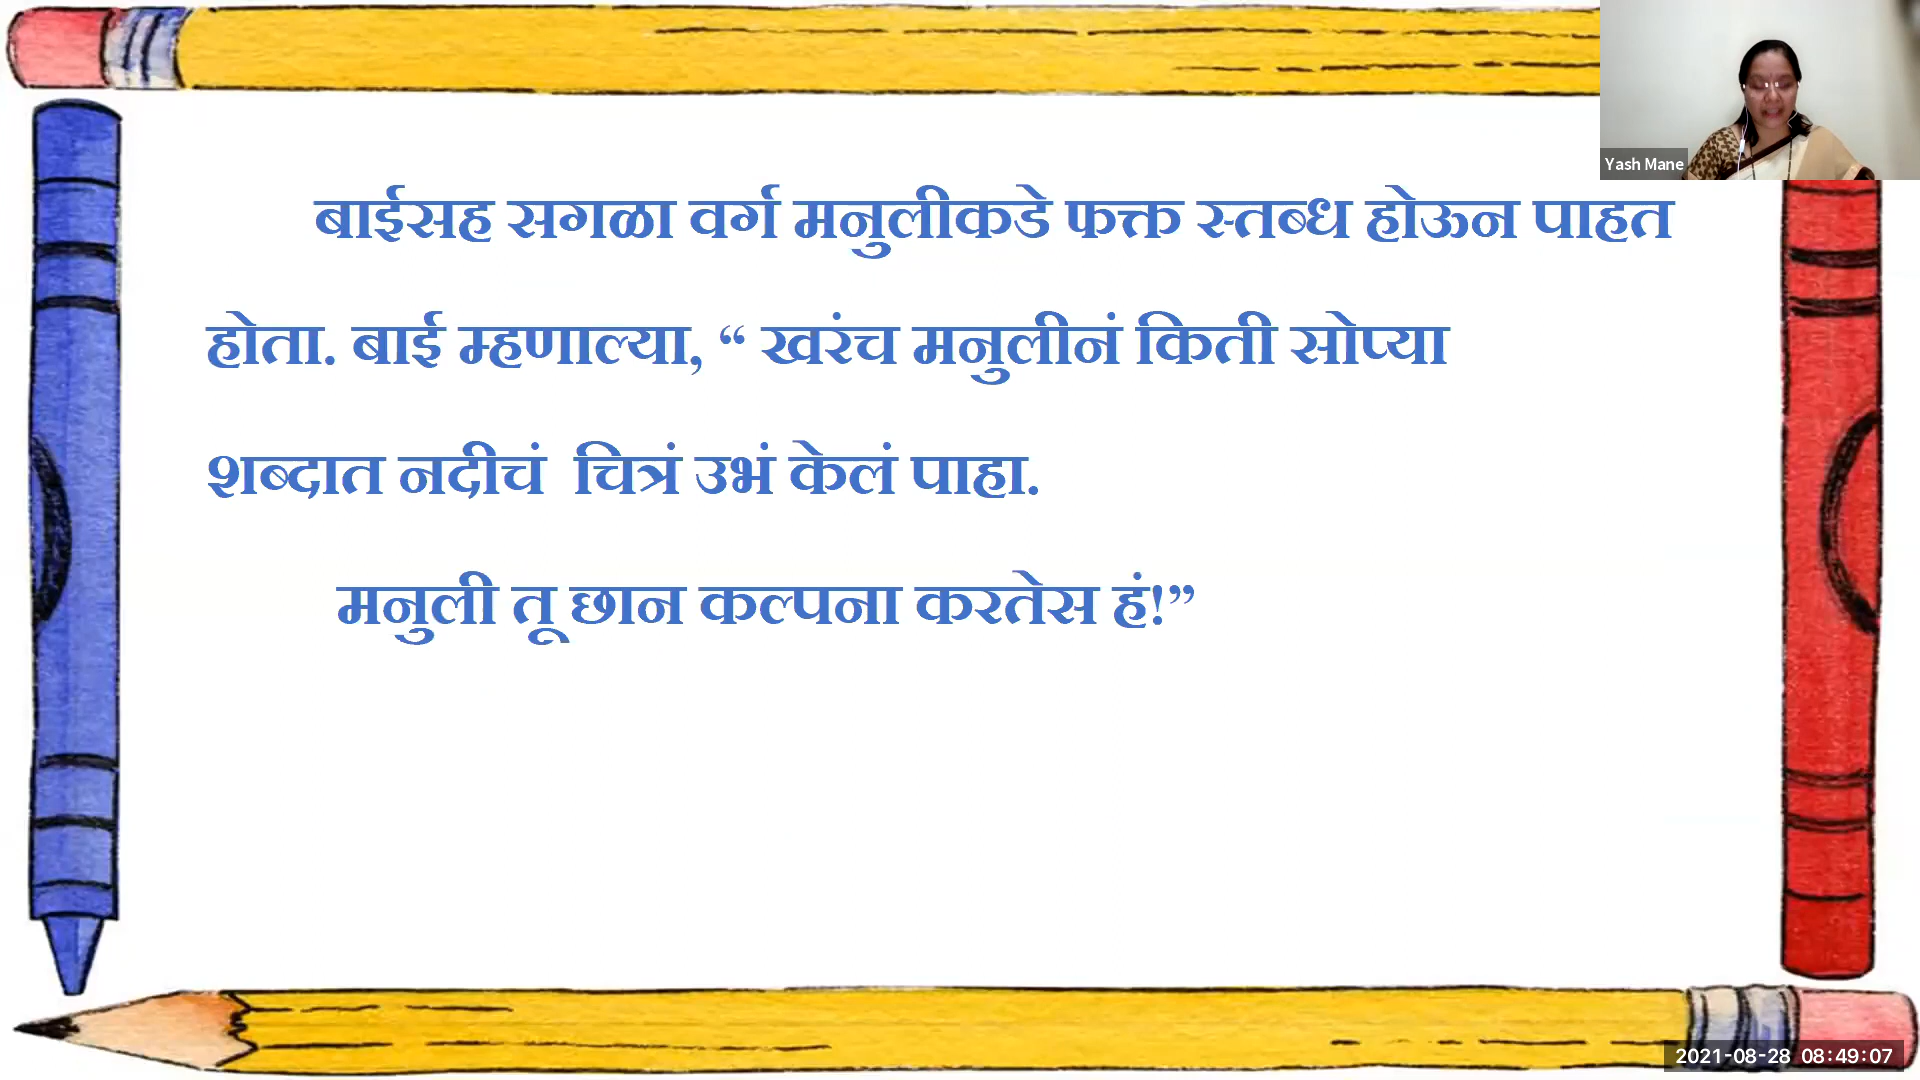 Yash Mane
बाईसह सगळा वर्ग मनुलीकडे फक्त स्तब्ध होऊन पाहत
होता. बाई म्हणाल्या, “ खरंच मनुलीनं किती सोप्या
शब्दात नदीचं  चित्रं उभं केलं पाहा.
मनुली तू छान कल्पना करतेस हं!”
2021-08-28 08:49:07